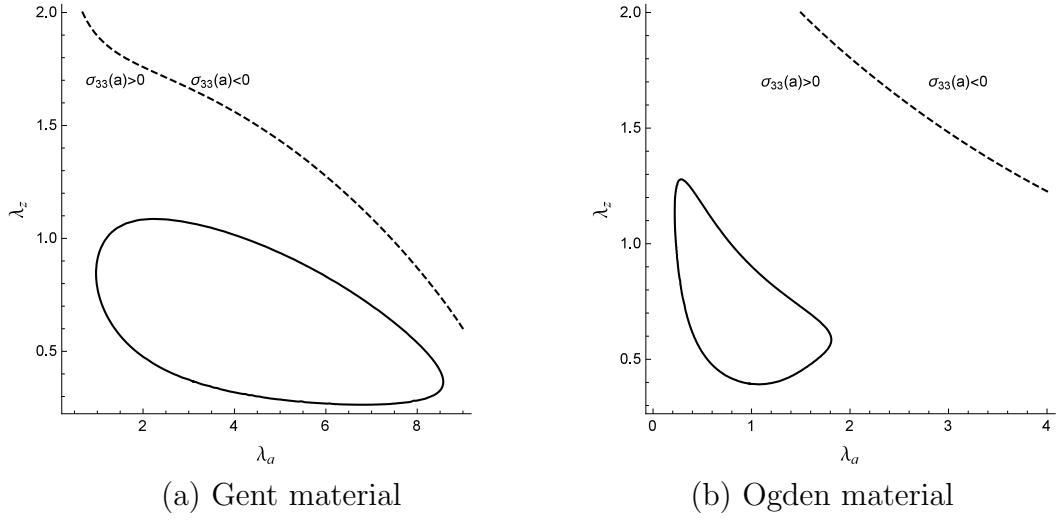 2.0
1.5
1.0
0.5
λz
σ33(a)>0 σ33(a)<0
2 4 6 8
λa
(a) Gent material
2.0
1.5
1.0
0.5
λz
σ33(a)>0 σ33(a)<0
0 1 2 3 4
λa
(b) Ogden material